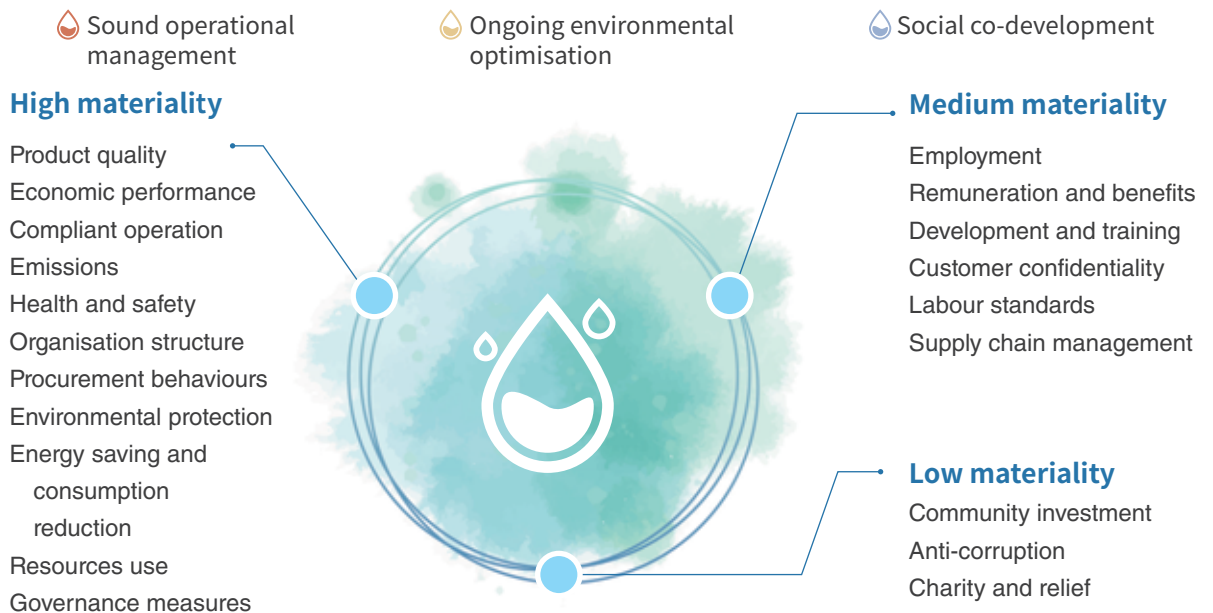 Sound operational
management
Ongoing environmental
optimisation
Social co-development
High materiality
Product quality
Economic performance
Compliant operation
Emissions
Health and safety
Organisation structure
Procurement behaviours
Environmental protection
Energy saving and
consumption
reduction
Resources use
Governance measures
Medium materiality
Employment
Remuneration and benefits
Development and training
Customer confidentiality
Labour standards
Supply chain management
Low materiality
Community investment
Anti-corruption
Charity and relief